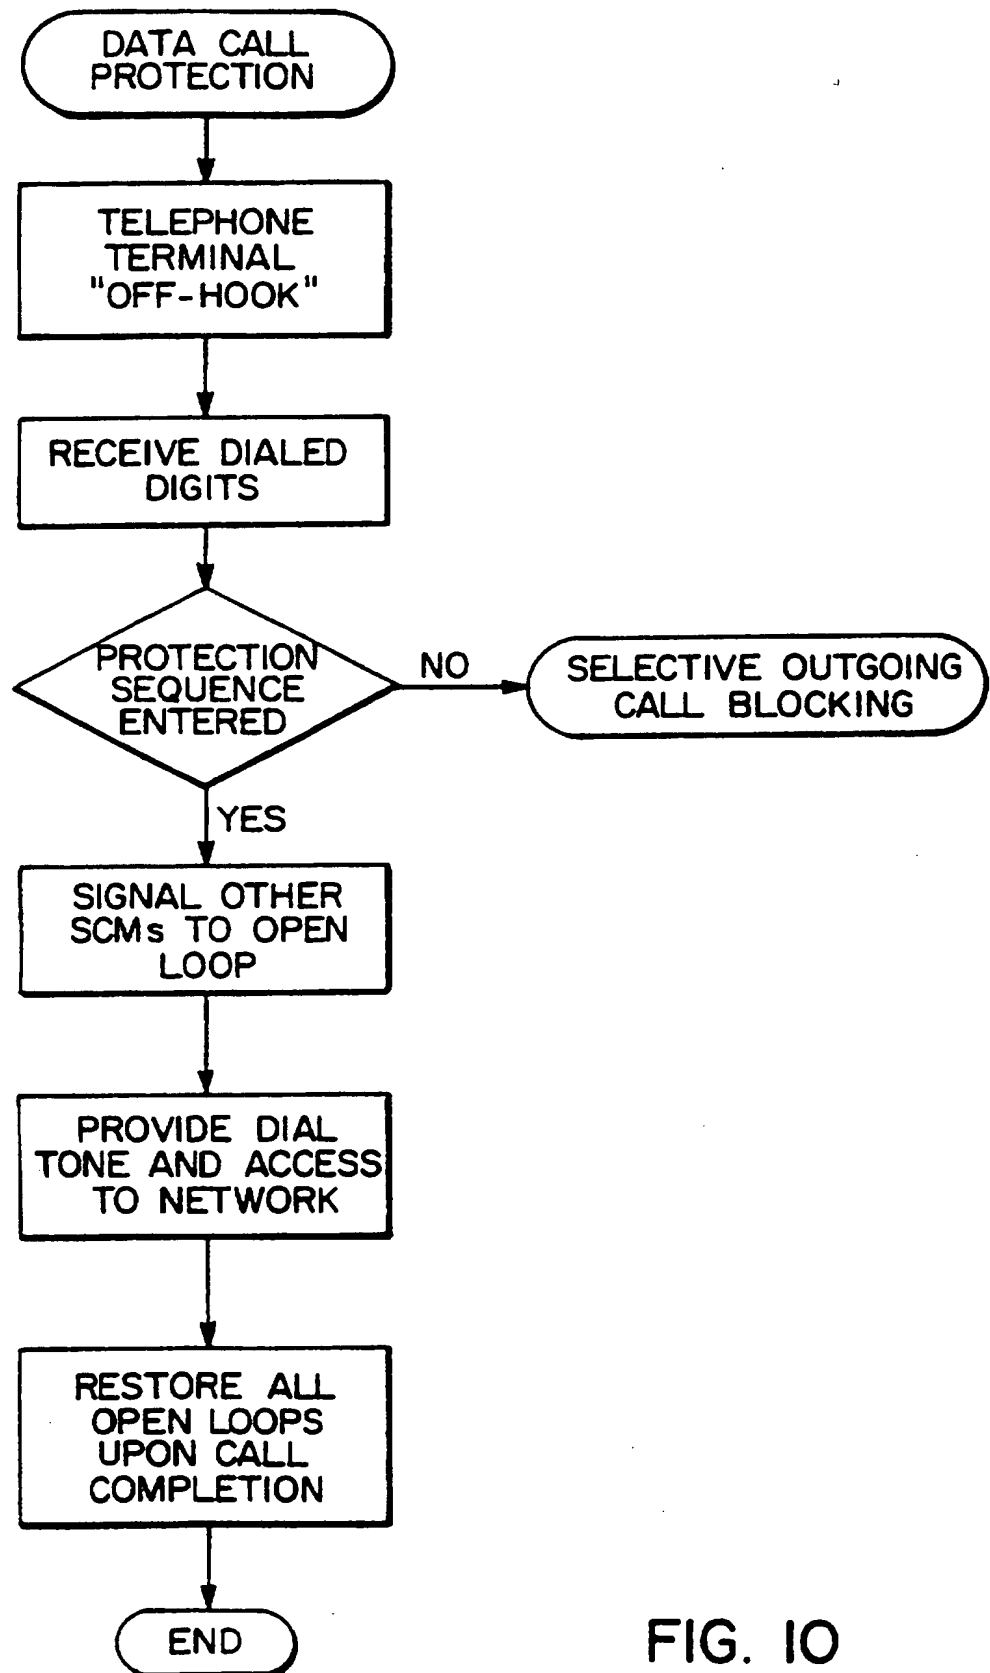 DATA CALL
PROTECTION
TELEPHONE
TERMINAL
"OFF-HOOK"
RECEIVE DIALED
DIGITS
PROTECTION
SEQUENCE
ENTERED
NO
SELECTIVE OUTGOING
CALL BLOCKING
YES
SIGNAL OTHER
SCMs TO OPEN
LOOP
PROVIDE DIAL
TONE AND ACCESS
TO NETWORK
RESTORE ALL
OPEN LOOPS
UPON CALL
COMPLETION
END
FIG. 10